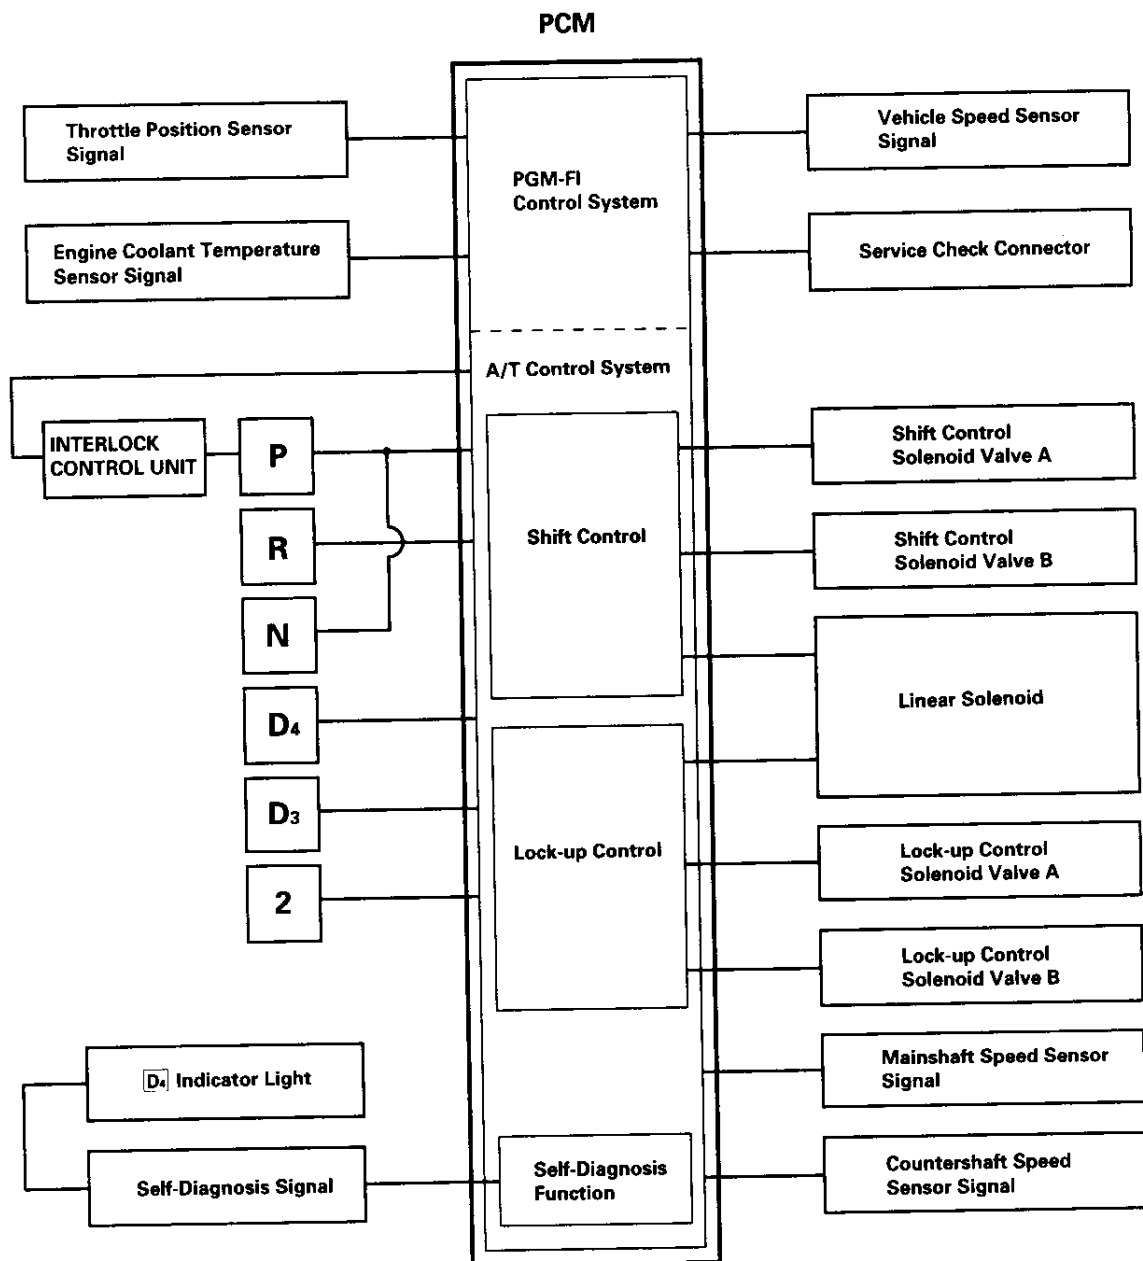 PCM
Throttle Position Sensor
Signal
Engine Coolant Temperature
Sensor Signal
INTERLOCK
CONTROL UNIT
P
R
N
D4
D3
2
D4 Indicator Light
Self-Diagnosis Signal
PGM-FI
Control System
A/T Control System
Shift Control
Lock-up Control
Self-Diagnosis
Function
Vehicle Speed Sensor
Signal
Service Check Connector
Shift Control
Solenoid Valve A
Shift Control
Solenoid Valve B
Linear Solenoid
Lock-up Control
Solenoid Valve A
Lock-up Control
Solenoid Valve B
Mainshaft Speed Sensor
Signal
Countershaft Speed
Sensor Signal